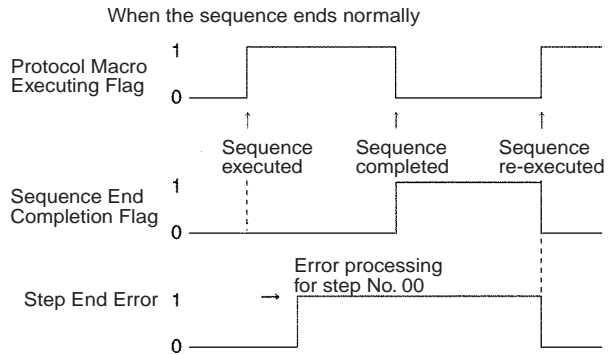 When the sequence ends normally
1
Protocol Macro
Executing Flag
0
Sequence executed
Sequence completed
Sequence re-executed
1
Sequence End
Completion Flag
0
Error processing
for step No. 00
Step End Error
1
0